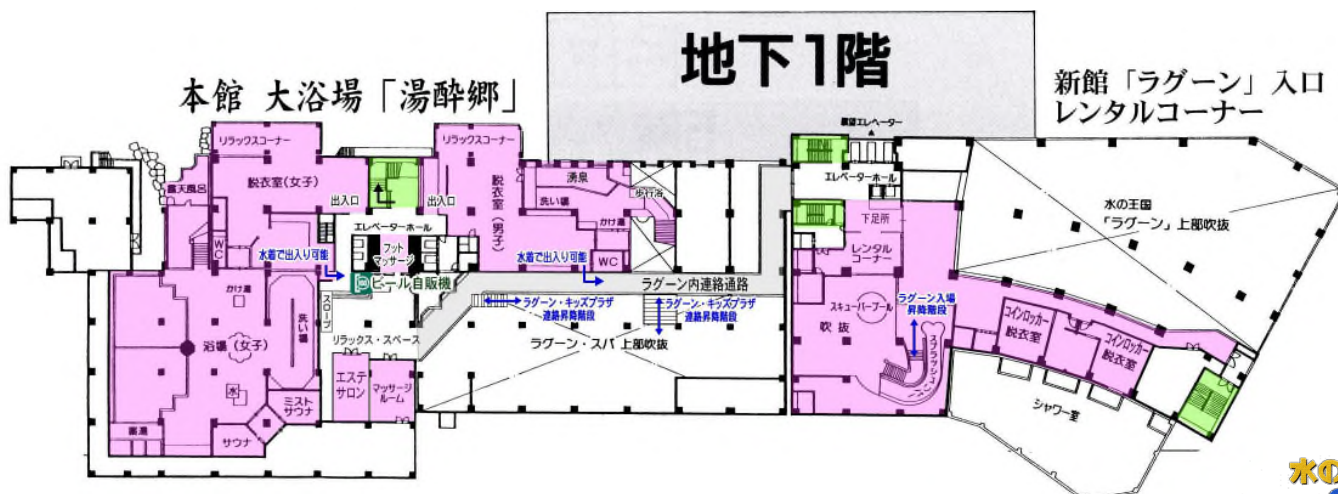 地下1階
本館 大浴場「湯酔郷」
新館「ラグーン」入口
レンタルコーナー
展望エレベーター
リラックスコーナー
リラックスコーナー
露天風呂
脱衣室(女子)
出入口
出入口
脱衣室(男子)
湧泉
歩行浴
洗い場
かけ湯
WC
エレベーターホール
エレベーターホール
下足所
レンタル
コーナー
水の王国
「ラグーン」上部吹抜
WC
水着で出入り可能
フット
マッサージ
ビール自販機
水着で出入り可能
ラグーン内連絡通路
かけ湯
洗い場
スロープ
ラグーン・キッズプラザ
連絡昇降階段
ラグーン・キッズプラザ
連絡昇降階段
スキューバープール
吹抜
ラグーン入場
昇降階段
コインロッカー
脱衣室
コインロッカー
脱衣室
浴場(女子)
リラックス・スペース
ラグーン・スパ 上部吹抜
スプラッシュ
エステ
サロン
マッサージ
ルーム
水
ミスト
サウナ
サウナ
シャワー室
水の